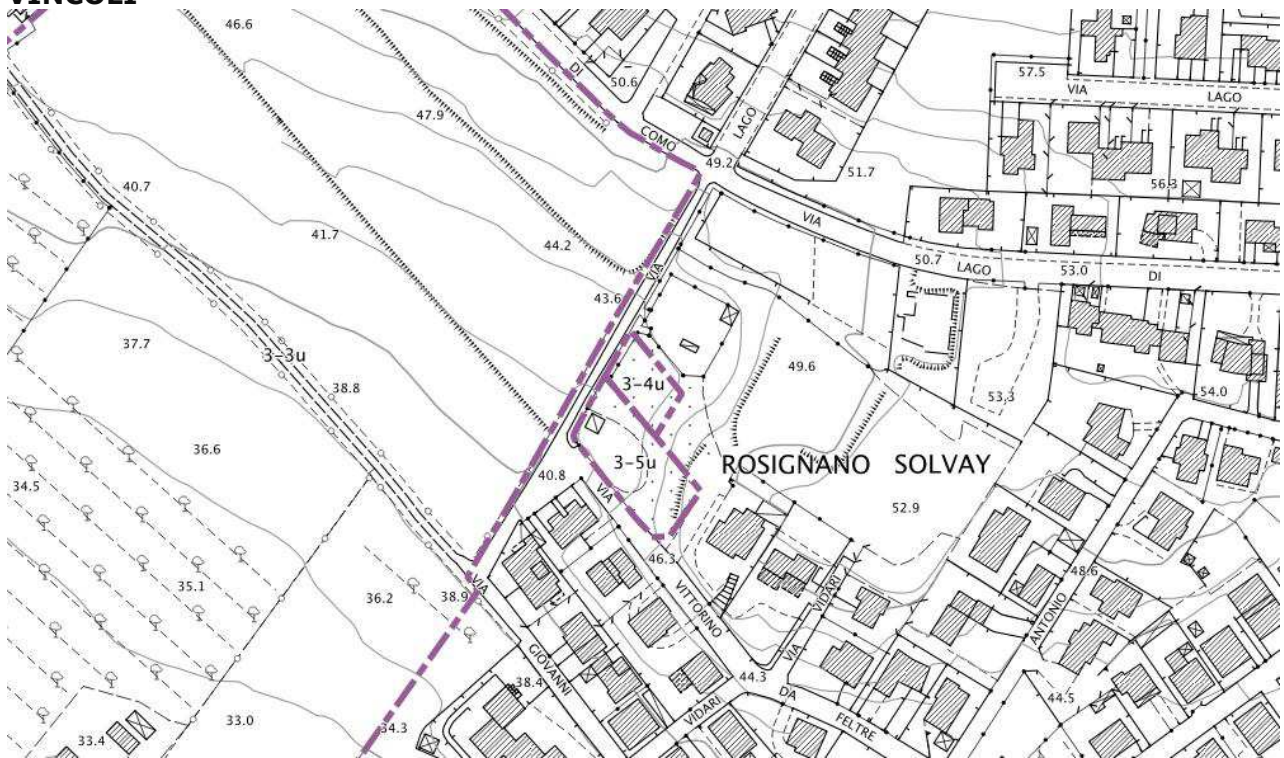 VINCOLI
46.6
DI
50.6
57.5
VIA
LAGO
47.9
COMO
LAGO
49.2
51.7
56.3
40.7
VIA
41.7
44.2
VIA
50.7
LAGO
53.0
DI
43.6
37.7
3-3u
38.8
3-4u
49.6
53.3
54.0
36.6
3-5u
ROSIGNANO SOLVAY
34.5
40.8
VIA
52.9
46.3
48.6
35.1
36.2
38.9
VIA
VITTORINO
VIDARI
VIA
ANTONIO
GIOVANNI
38.4
44.3
DA
44.5
33.0
34.3
VIDARI
FELTRE
33.4